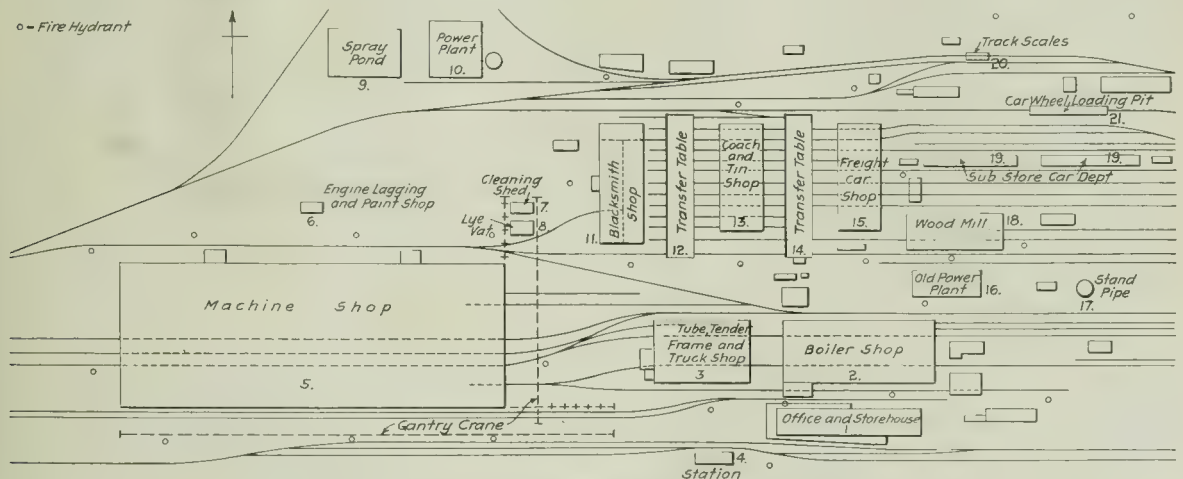 o - Fire Hydrant
Spray
Pond
9.
Power
Plant
10.
Track Scales
20.
Car Wheel Loading Pit
21.
Engine Lagging
and Paint Shop
6.
Cleaning
Shed
7.
Lye
Vat
8.
Blacksmith
Shop
11.
Transfer Table
12.
Coach
and
Tin
Shop
13.
Transfer Table
14.
Freight
Car
Shop
15.
19.
19.
Sub Store Car Dept
Wood Mill
18.
Old Power
Plant
16.
Stand
Pipe
17.
Machine Shop
5.
Tube, Tender
Frame and
Truck Shop
3
Boiler Shop
2.
Gantry Crane
Office and Storehouse
1
4.
Station